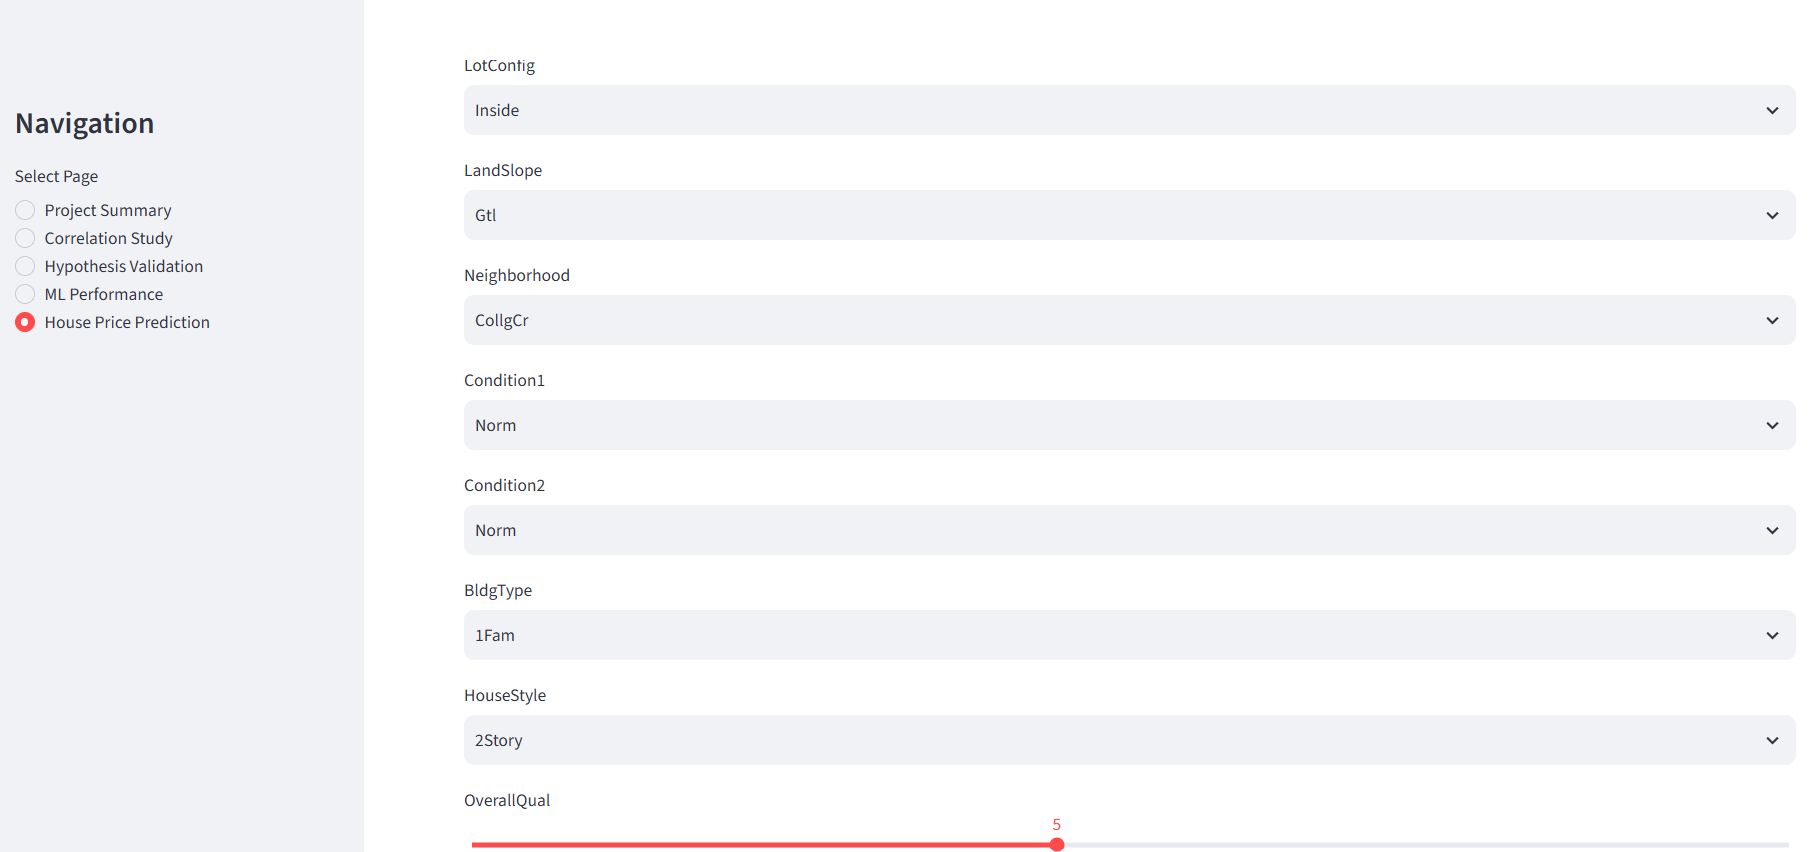 Navigation
Select Page
Project Summary
Correlation Study
Hypothesis Validation
ML Performance
House Price Prediction
LotConfig
Inside
LandSlope
Gtl
Neighborhood
CollgCr
Condition1
Norm
Condition2
Norm
BldgType
1Fam
HouseStyle
2Story
OverallQual
5